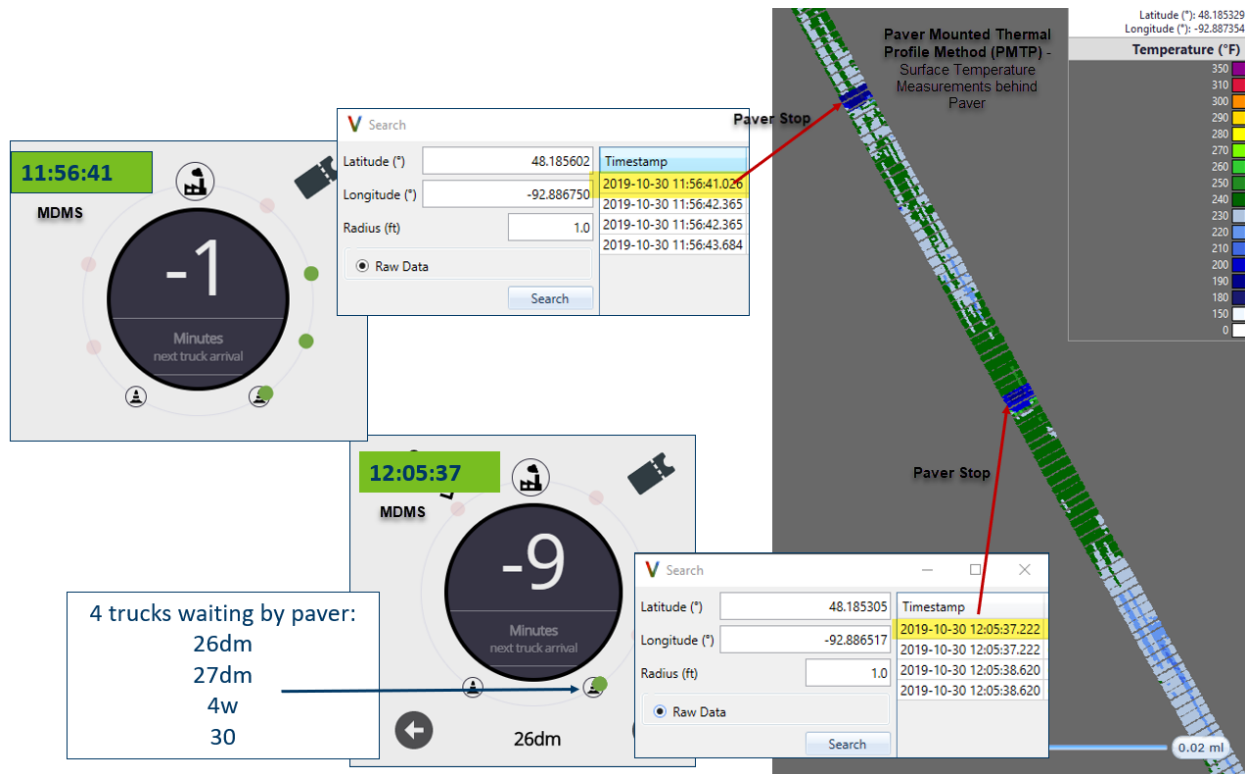 Latitude (°): 48.185329
Longitude (°): -92.887354
Temperature (°F)
350
310
300
290
280
270
260
250
240
230
220
210
200
190
180
150
0
Paver Mounted Thermal
Profile Method (PMTP) -
Surface Temperature
Measurements behind
Paver
Paver Stop
Search
Latitude (°) 48.185602
Longitude (°) -92.886750
Radius (ft) 1.0
Raw Data
Search
Timestamp
2019-10-30 11:56:41.026
2019-10-30 11:56:42.365
2019-10-30 11:56:42.365
2019-10-30 11:56:43.684
11:56:41
MDMS
-1
Minutes
next truck arrival
12:05:37
MDMS
-9
Minutes
next truck arrival
26dm
4 trucks waiting by paver:
26dm
27dm
4w
30
Paver Stop
Search
Latitude (°) 48.185305
Longitude (°) -92.886517
Radius (ft) 1.0
Raw Data
Search
Timestamp
2019-10-30 12:05:37.222
2019-10-30 12:05:37.222
2019-10-30 12:05:38.620
2019-10-30 12:05:38.620
0.02 ml